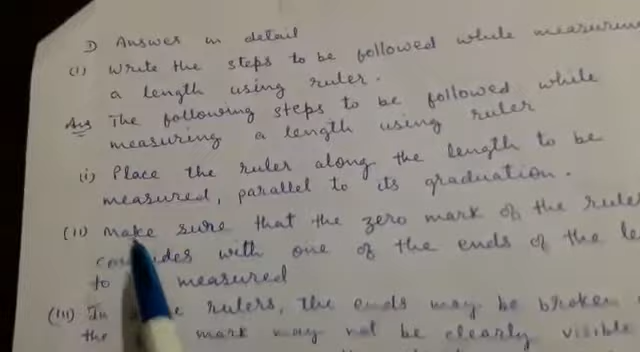 D Answer in detail
(i) Write the steps to be followed while measuring
a length using ruler.
Ans The following steps to be followed while
measuring a length using ruler
(i) Place the ruler along the length to be
measured, parallel to its graduation.
(ii) Make sure that the zero mark of the ruler
with one of the ends of the
to measured
(iii) In rulers, the ends may be broken
the mark may not be clearly visible